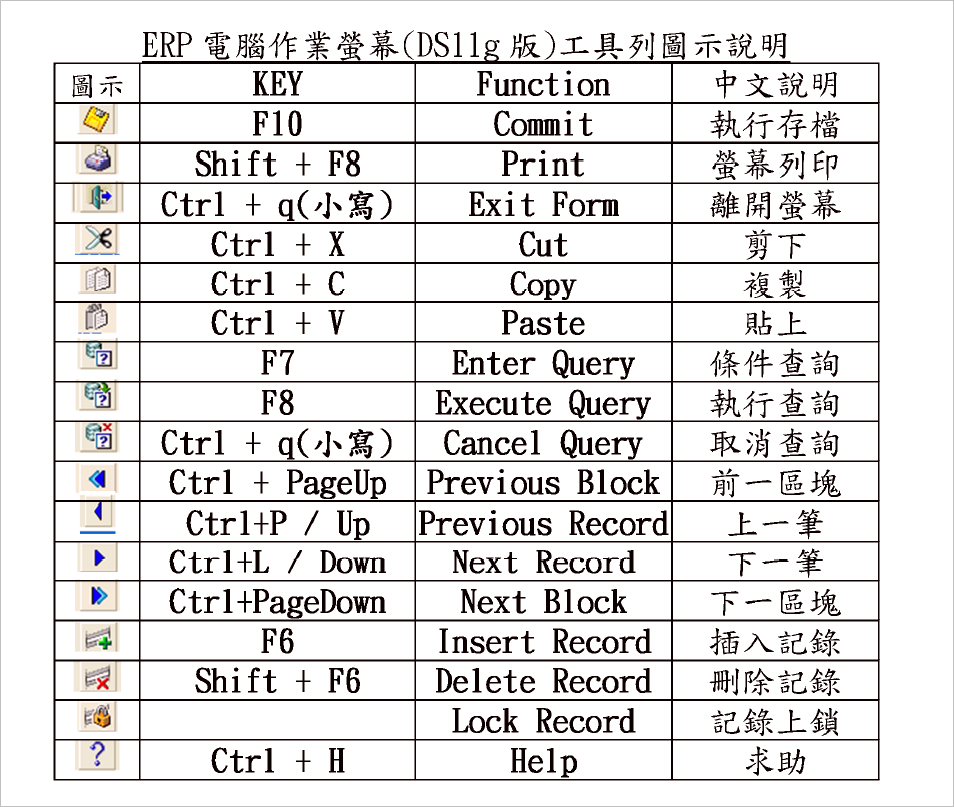 ERP 電腦作業螢幕(DS11g 版)工具列圖示說明
圖示 KEY Function 中文說明
F10 Commit 執行存檔
Shift + F8 Print 螢幕列印
Ctrl + q(小寫) Exit Form 離開螢幕
Ctrl + X Cut 剪下
Ctrl + C Copy 複製
Ctrl + V Paste 貼上
F7 Enter Query 條件查詢
F8 Execute Query 執行查詢
Ctrl + q(小寫) Cancel Query 取消查詢
Ctrl + PageUp Previous Block 前一區塊
Ctrl+P / Up Previous Record 上一筆
Ctrl+L / Down Next Record 下一筆
Ctrl+PageDown Next Block 下一區塊
F6 Insert Record 插入記錄
Shift + F6 Delete Record 刪除記錄
Lock Record 記錄上鎖
Ctrl + H Help 求助